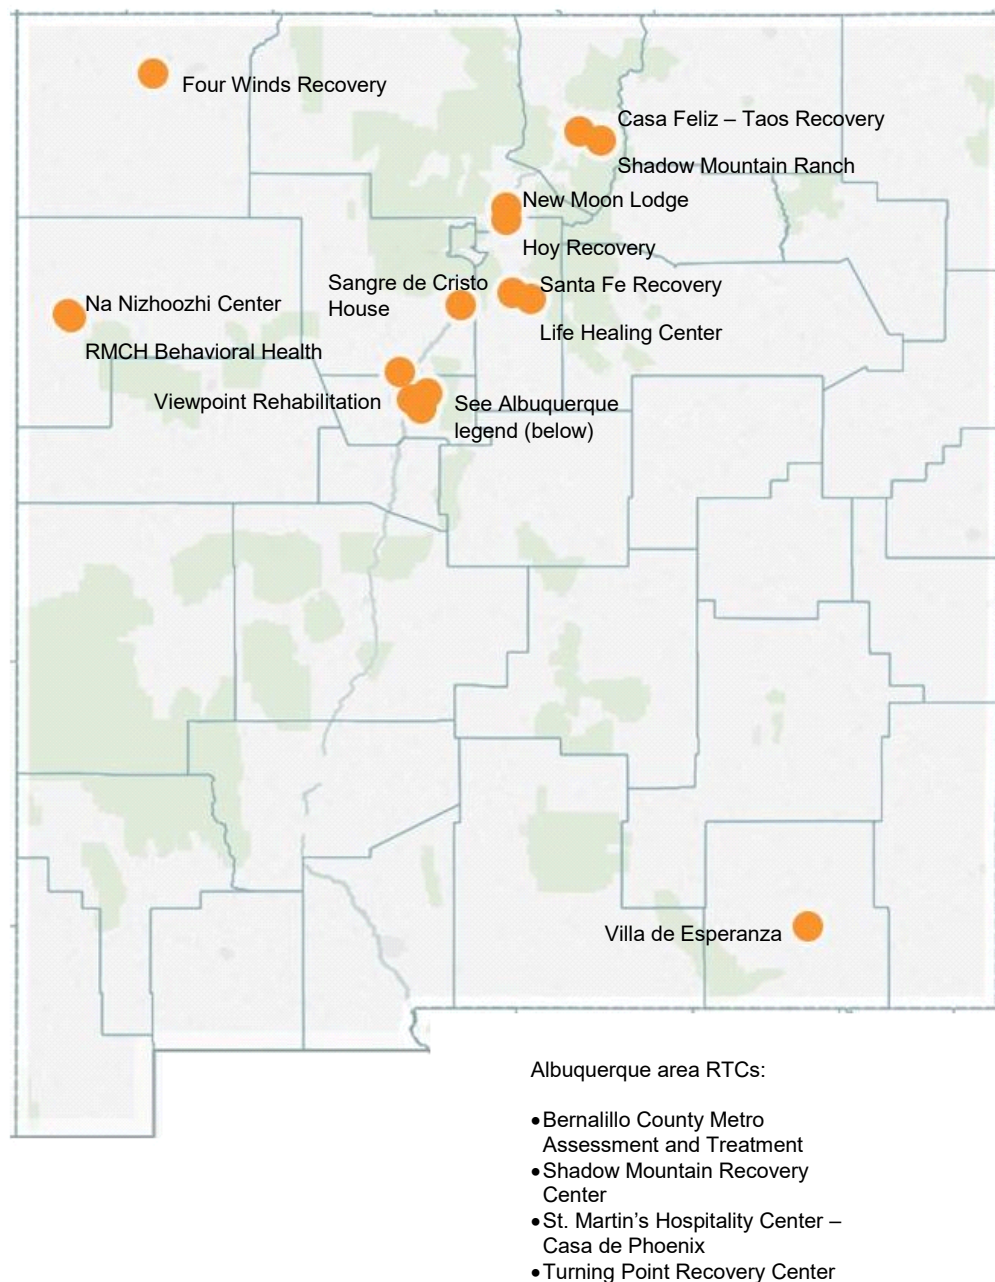 Four Winds Recovery
Casa Feliz – Taos Recovery
Shadow Mountain Ranch
New Moon Lodge
Hoy Recovery
Sangre de Cristo
House
Santa Fe Recovery
Life Healing Center
Na Nizhoozhi Center
RMCH Behavioral Health
Viewpoint Rehabilitation
See Albuquerque
legend (below)
Villa de Esperanza
Albuquerque area RTCs:
•Bernalillo County Metro
Assessment and Treatment
•Shadow Mountain Recovery
Center
•St. Martin’s Hospitality Center –
Casa de Phoenix
•Turning Point Recovery Center